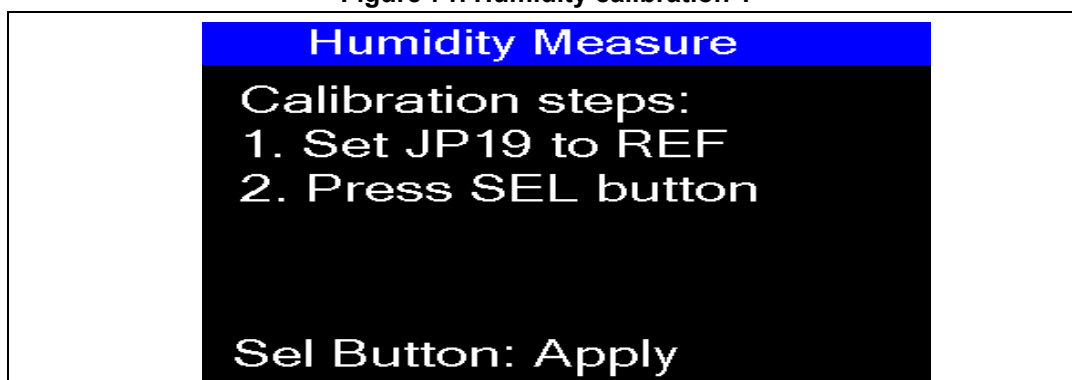 Humidity Measure
Calibration steps:
1. Set JP19 to REF
2. Press SEL button
Sel Button: Apply